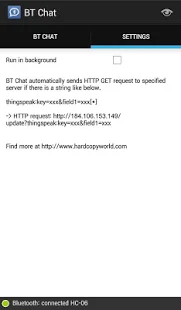 BT Chat
BT CHAT
SETTINGS
Run in background
BT Chat automatically sends HTTP GET request to specified
server if there is a string like below.
thingspeak:key=xxx&field1=xxx[*]
-> HTTP request: http://184.106.153.149/
update?thingspeak:key=xxx&field1=xxx
Find more at http://www.hardcopyworld.com
Bluetooth: connected HC-06